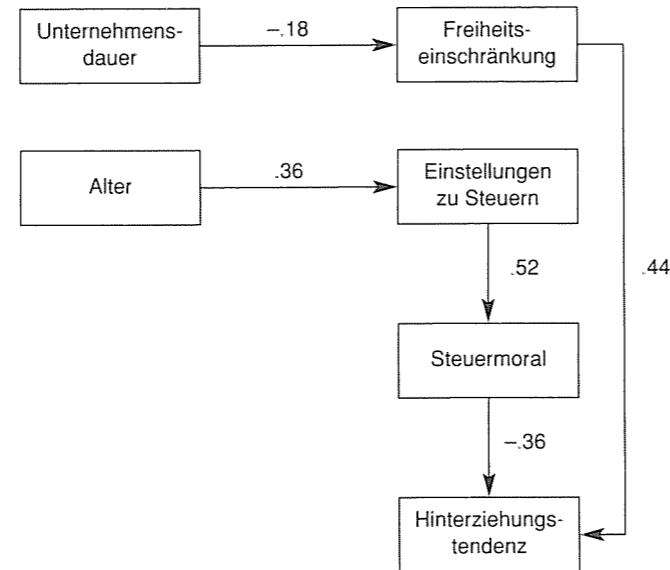 Unternehmens-
dauer
–.18
Freiheits-
einschränkung
Alter
.36
Einstellungen
zu Steuern
.52
.44
Steuermoral
–.36
Hinterziehungs-
tendenz